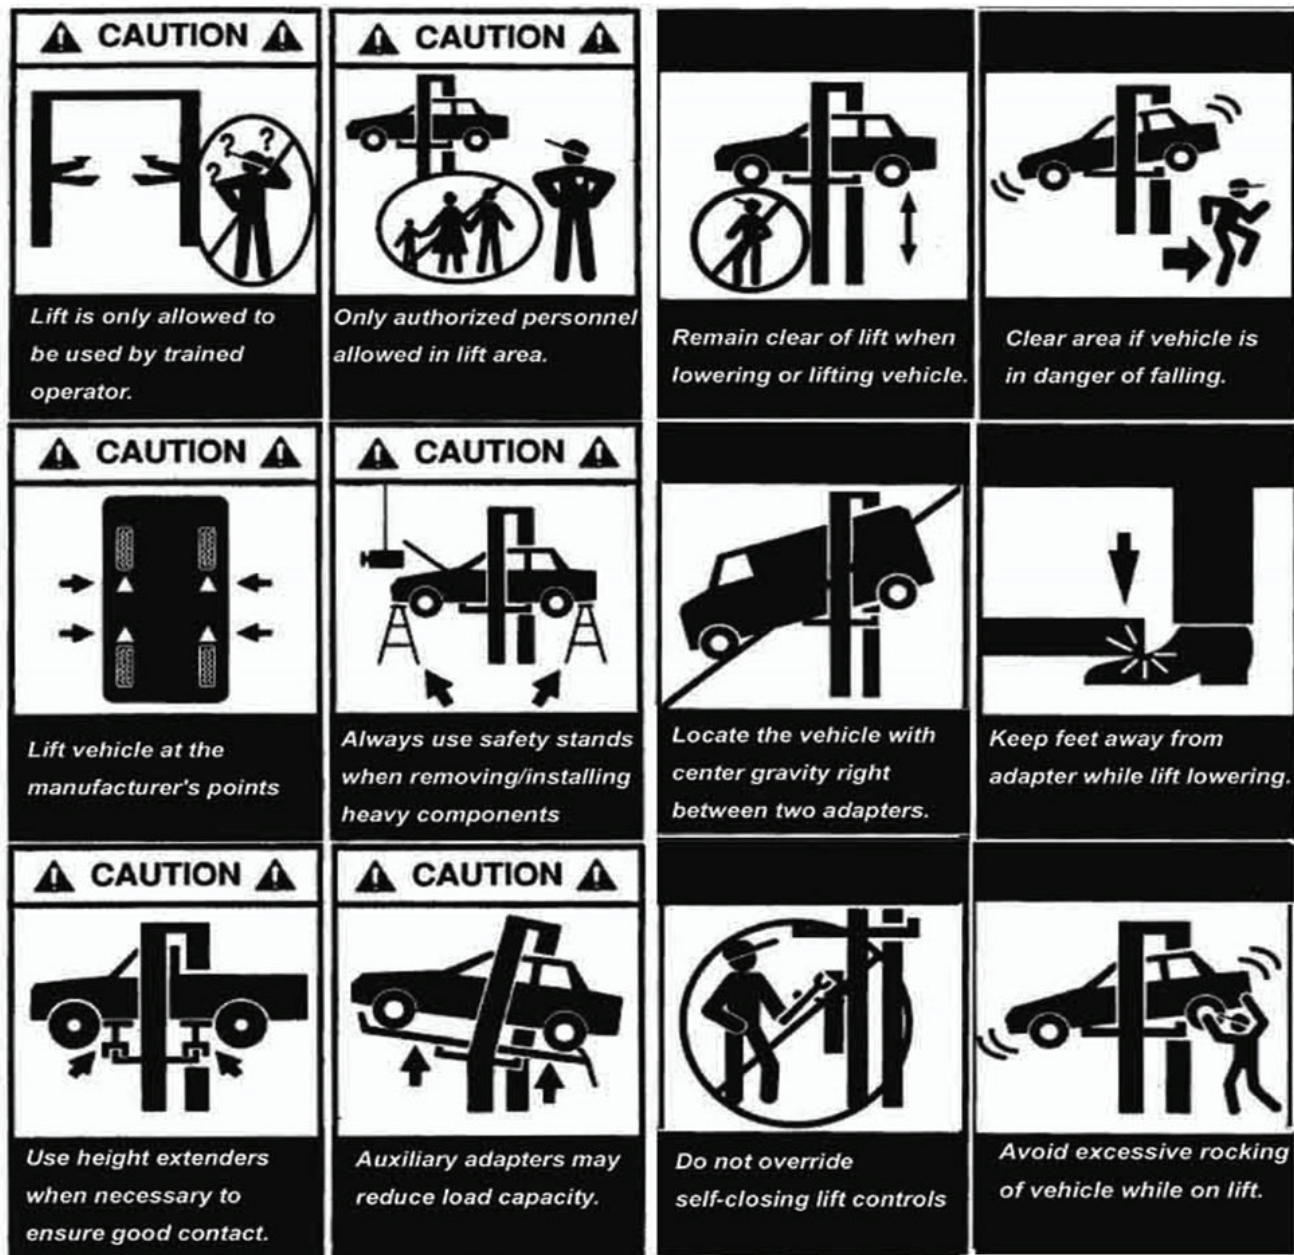 CAUTION
Lift is only allowed to
be used by trained
operator.
CAUTION
Only authorized personnel
allowed in lift area.
Remain clear of lift when
lowering or lifting vehicle.
Clear area if vehicle is
in danger of falling.
CAUTION
Lift vehicle at the
manufacturer's points
CAUTION
Always use safety stands
when removing/installing
heavy components
Locate the vehicle with
center gravity right
between two adapters.
Keep feet away from
adapter while lift lowering.
CAUTION
Use height extenders
when necessary to
ensure good contact.
CAUTION
Auxiliary adapters may
reduce load capacity.
Do not override
self-closing lift controls
Avoid excessive rocking
of vehicle while on lift.